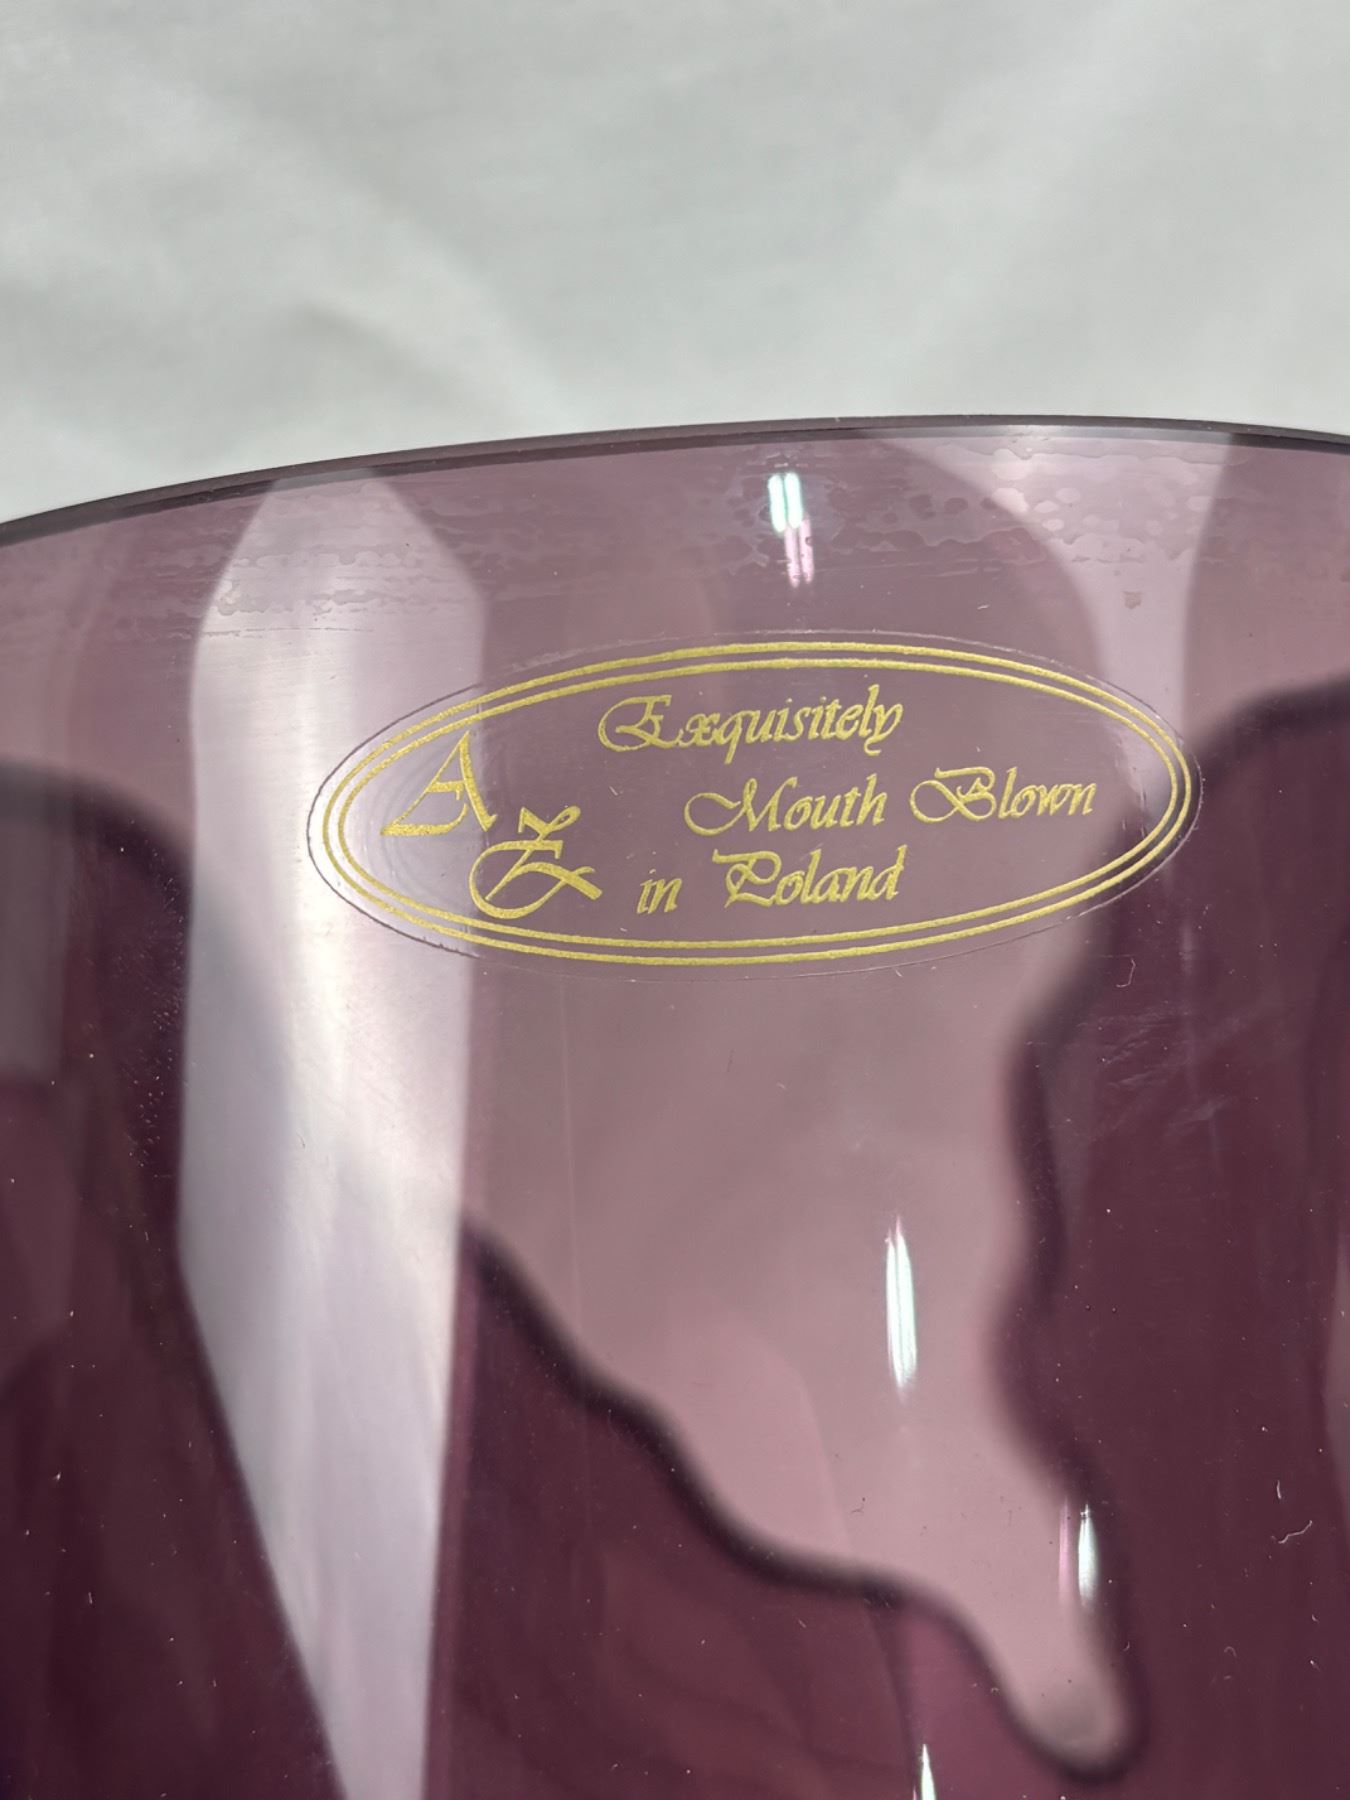 AZ
Exquisitely
Mouth Blown
in Poland